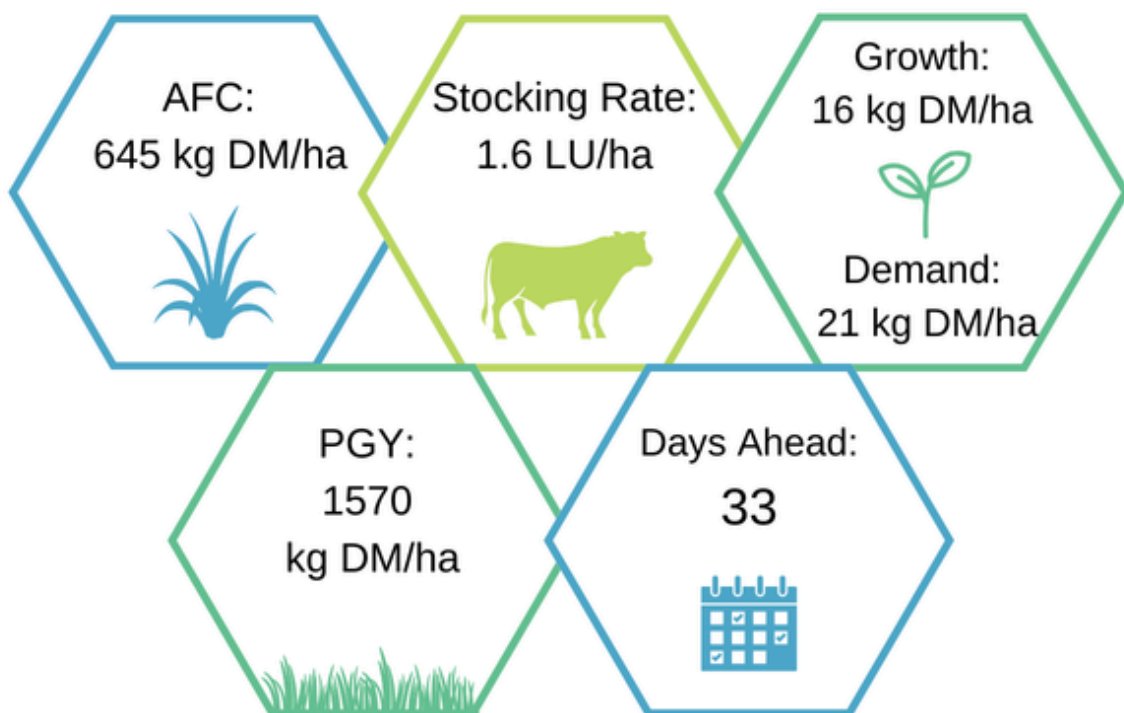 AFC:
645 kg DM/ha
Stocking Rate:
1.6 LU/ha
Growth:
16 kg DM/ha
Demand:
21 kg DM/ha
PGY:
1570
kg DM/ha
Days Ahead:
33